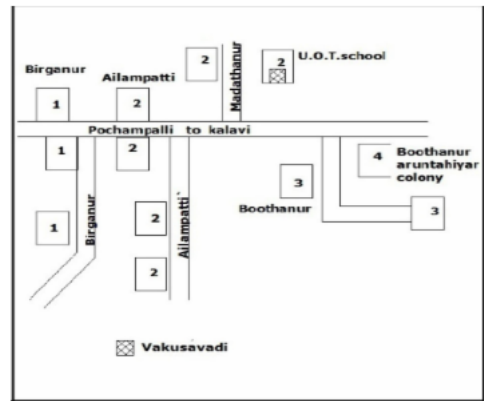 2
2
U.O.T.school
Birganur
Ailampatti
Madathanur
1
2
Pochampalli to kalavi
1
2
4
Boothanur
aruntahiyar
colony
3
Boothanur
3
1
Birganur
2
Ailampatti`
2
Vakusavadi